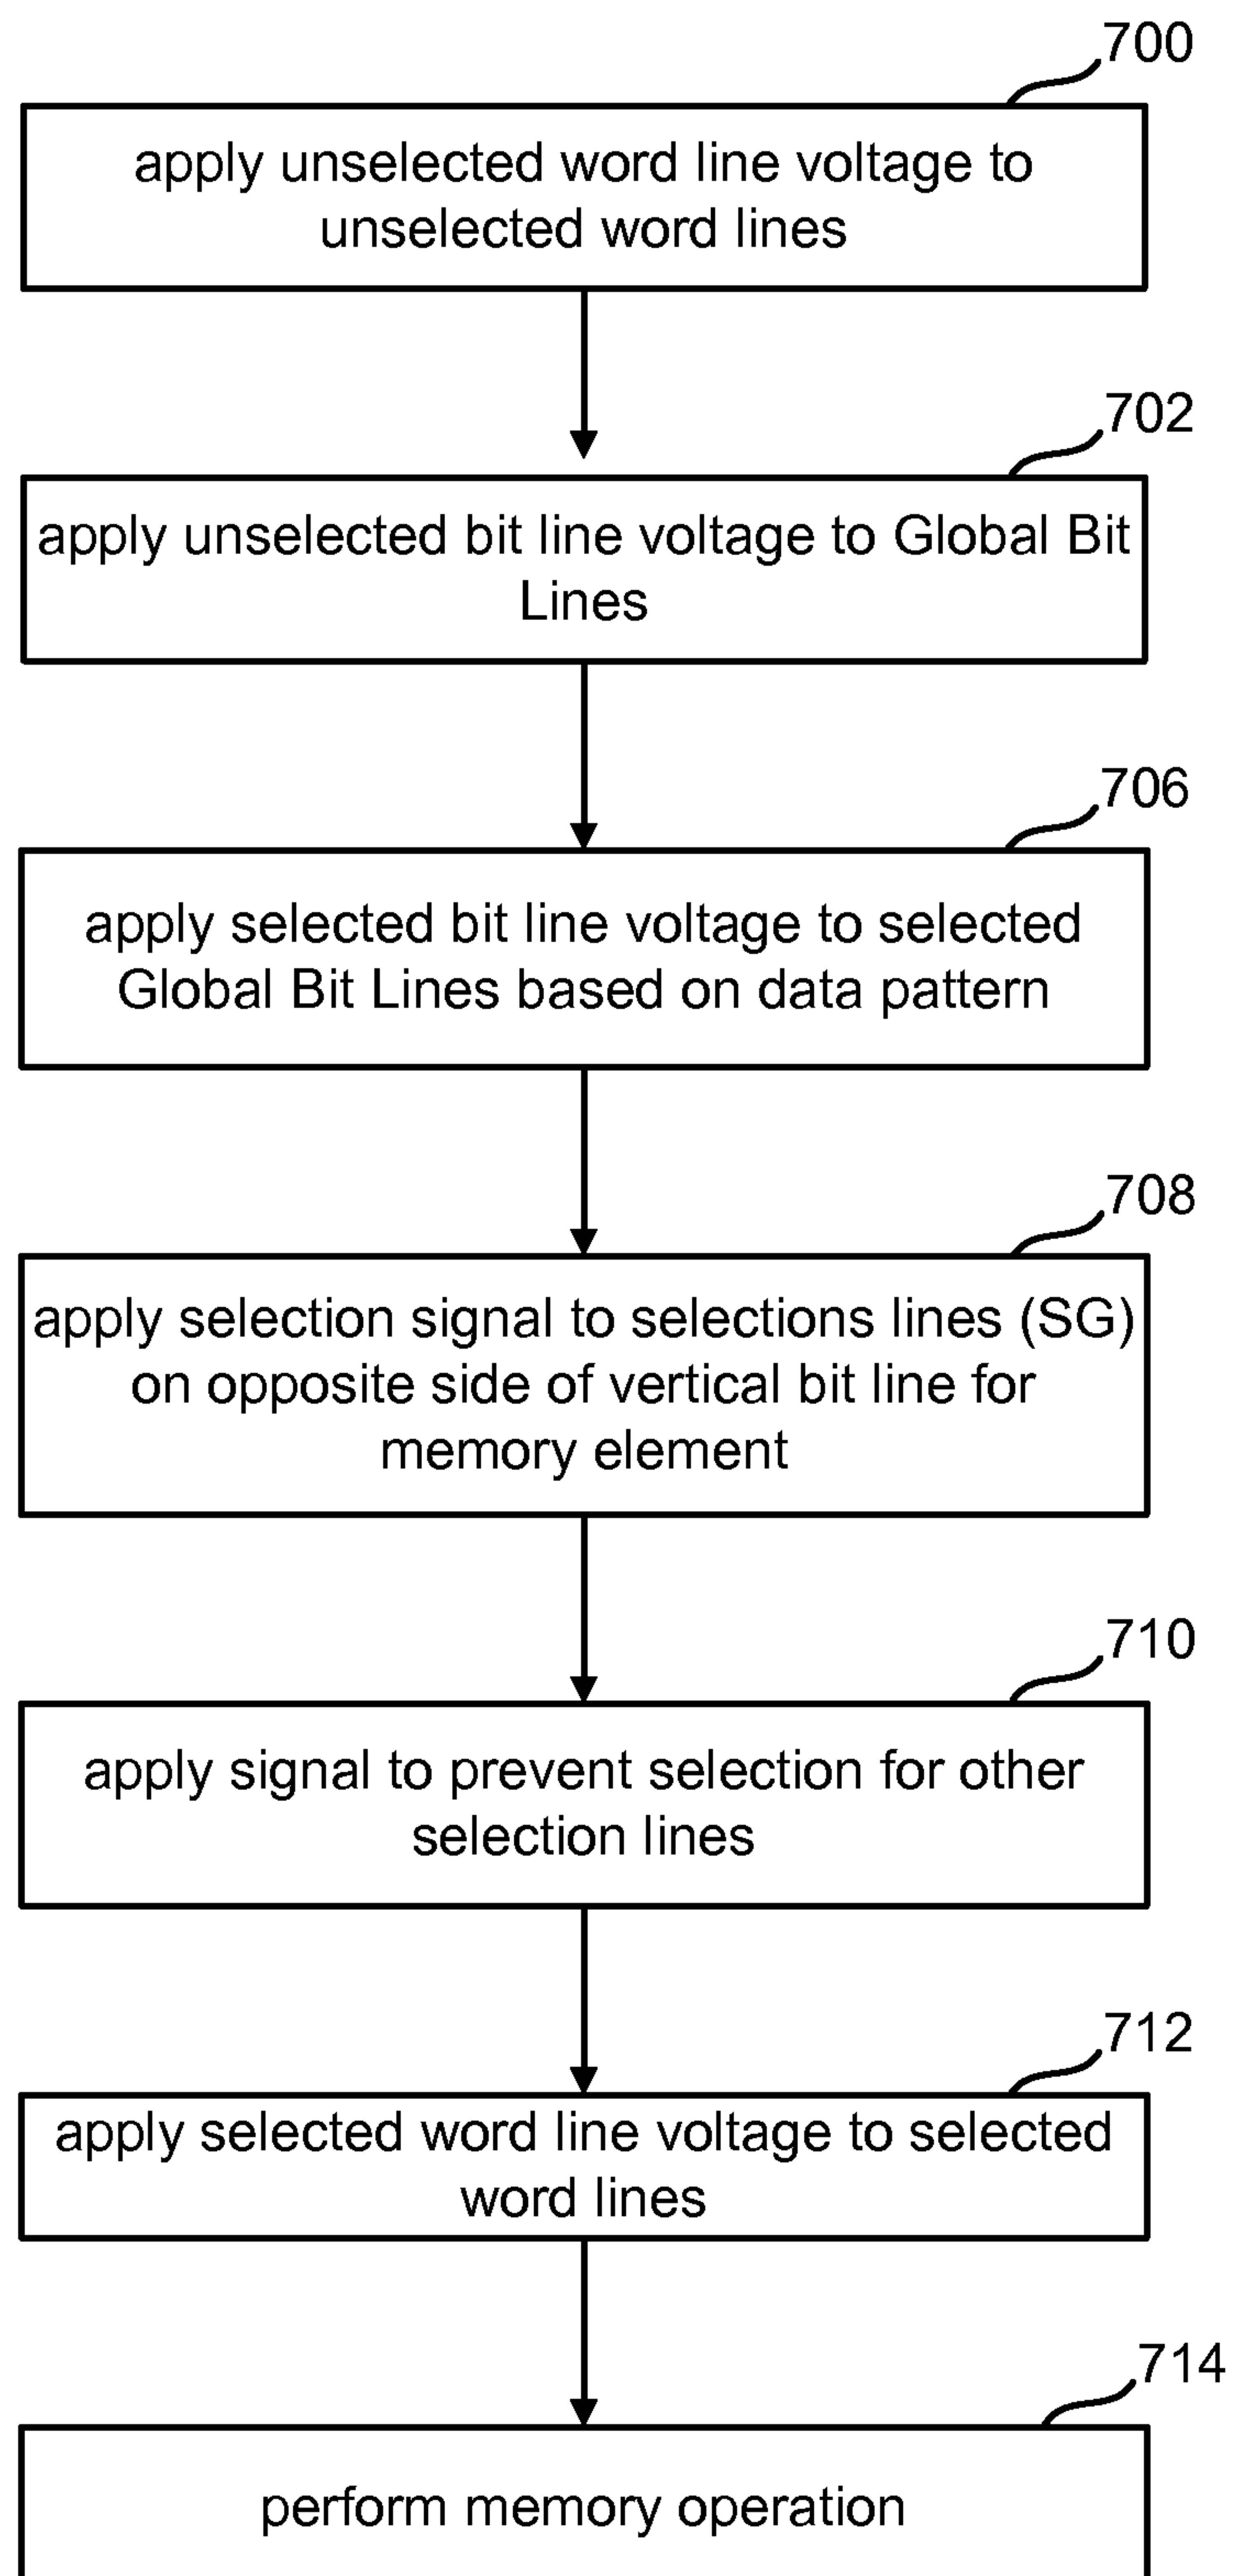 700
apply unselected word line voltage to
unselected word lines
702
apply unselected bit line voltage to Global Bit
Lines
706
apply selected bit line voltage to selected
Global Bit Lines based on data pattern
708
apply selection signal to selections lines (SG)
on opposite side of vertical bit line for
memory element
710
apply signal to prevent selection for other
selection lines
712
apply selected word line voltage to selected
word lines
714
perform memory operation